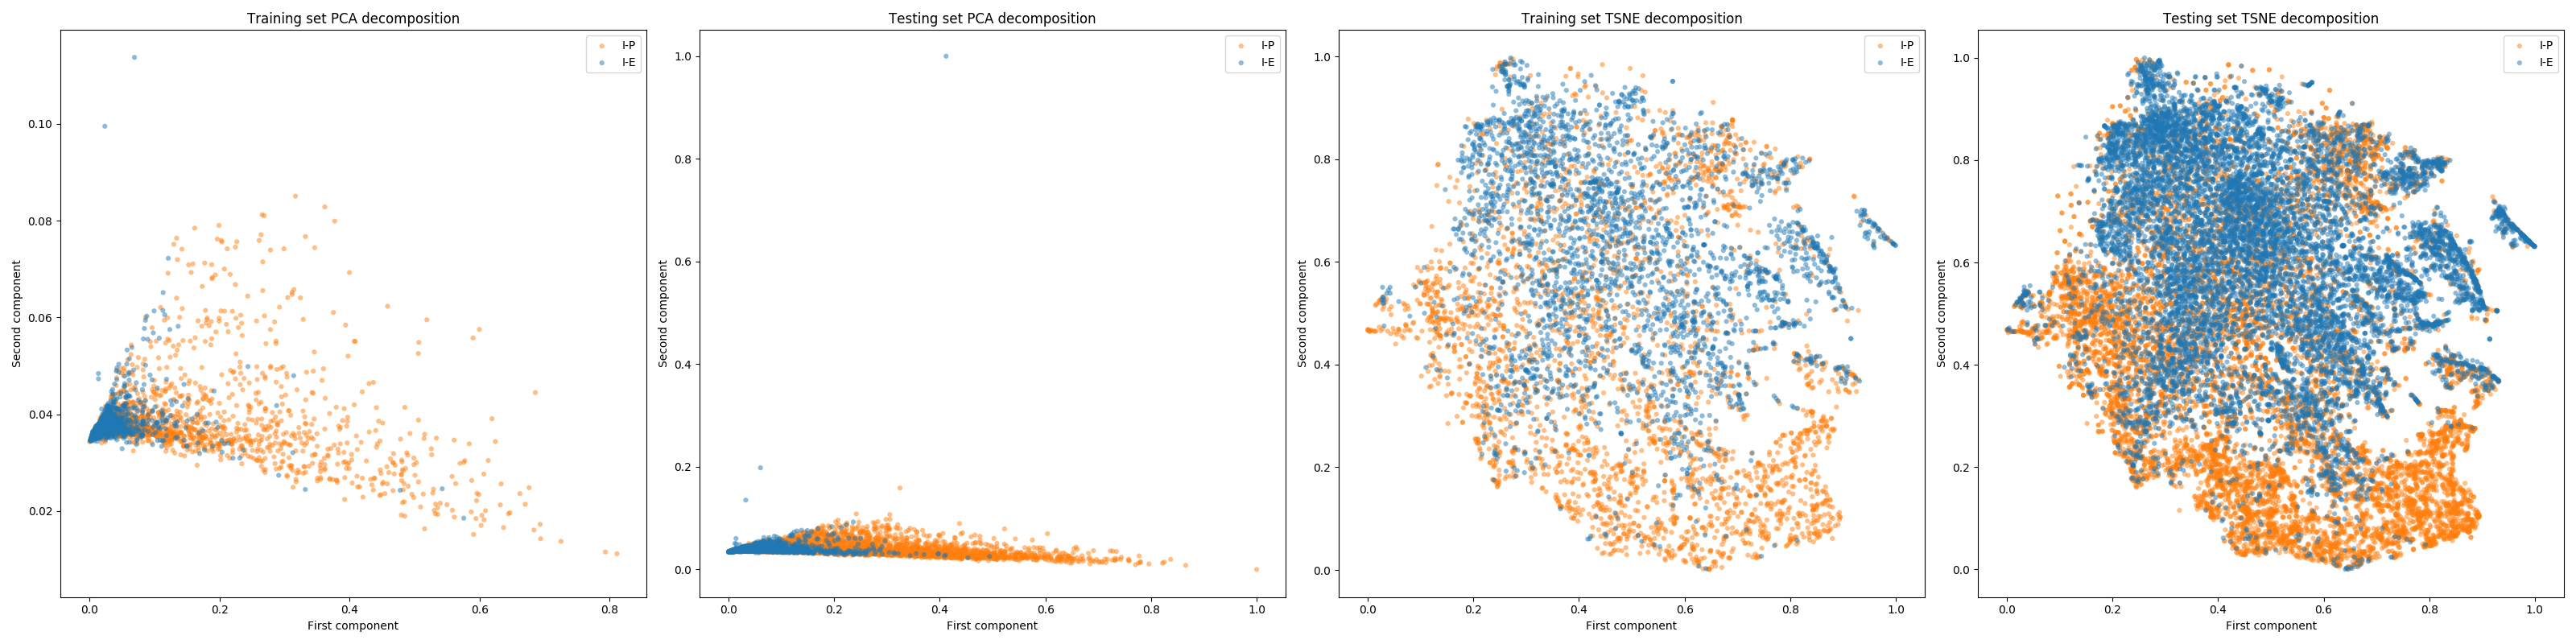 Training set PCA decomposition
I-P
I-E
0.10
0.08
0.06
0.04
0.02
Second component
0.0
0.2
0.4
0.6
0.8
First component
Testing set PCA decomposition
I-P
I-E
1.0
0.8
0.6
0.4
0.2
0.0
Second component
0.0
0.2
0.4
0.6
0.8
1.0
First component
Training set TSNE decomposition
I-P
I-E
1.0
0.8
0.6
0.4
0.2
0.0
Second component
0.0
0.2
0.4
0.6
0.8
1.0
First component
Testing set TSNE decomposition
I-P
I-E
1.0
0.8
0.6
0.4
0.2
0.0
Second component
0.0
0.2
0.4
0.6
0.8
1.0
First component